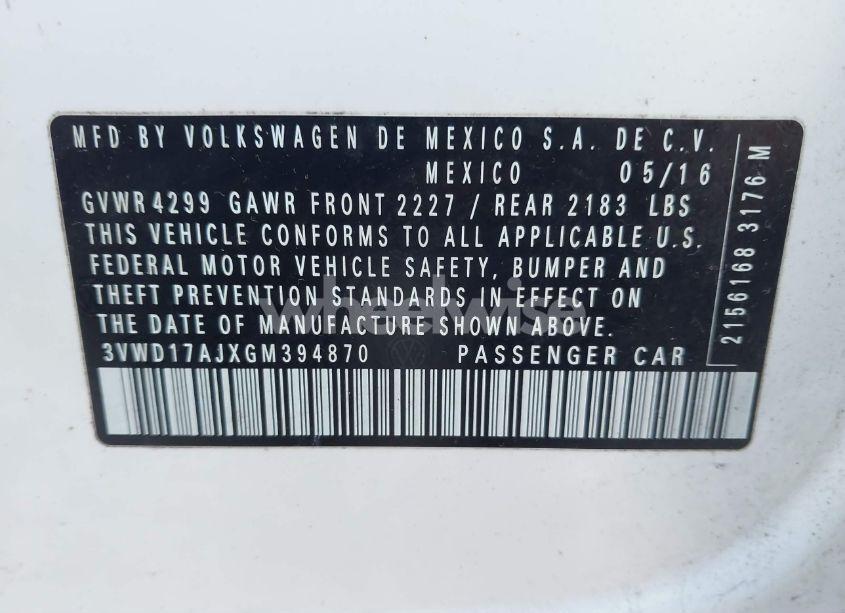 MFD BY VOLKSWAGEN DE MEXICO S.A. DE C.V.
MEXICO 05/16
GVWR 4299 GAWR FRONT 2227 / REAR 2183 LBS
THIS VEHICLE CONFORMS TO ALL APPLICABLE U.S.
FEDERAL MOTOR VEHICLE SAFETY, BUMPER AND
THEFT PREVENTION STANDARDS IN EFFECT ON
THE DATE OF MANUFACTURE SHOWN ABOVE.
3VWD17AJXGM394870 PASSENGER CAR
2156168 3176 M
wheelwise